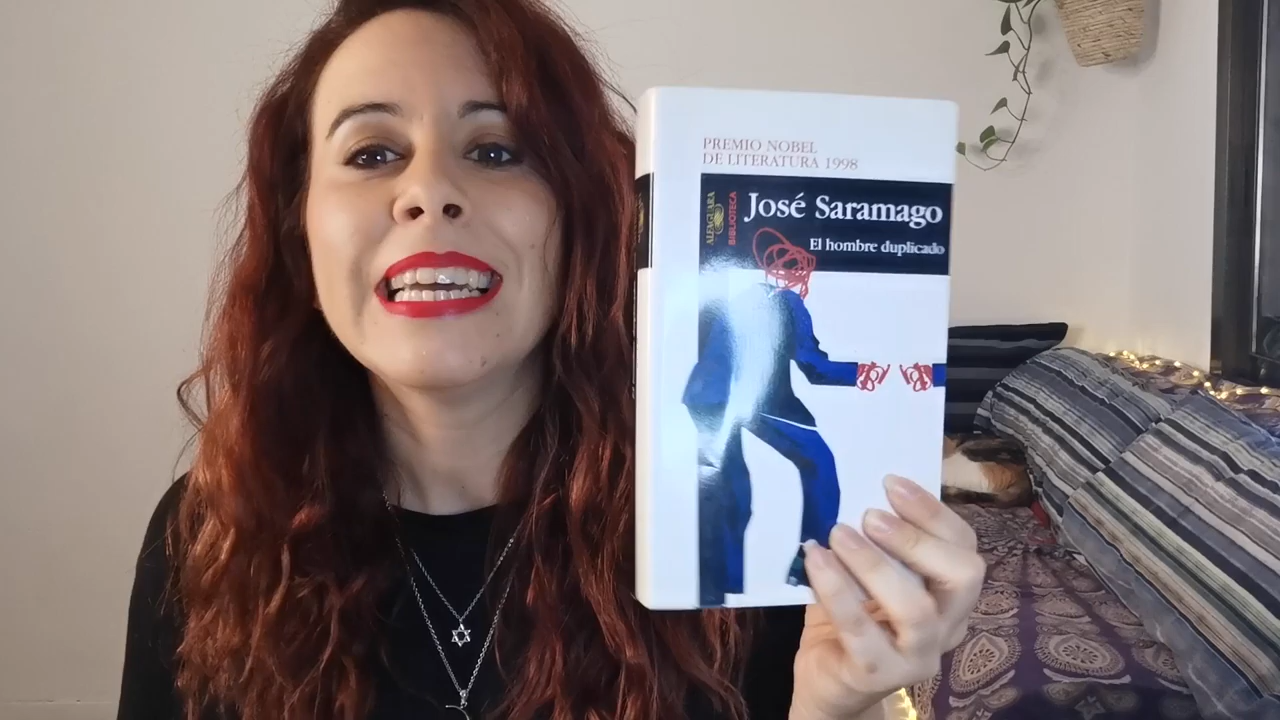 PREMIO NOBEL
DE LITERATURA 1998
ALFAGUARA
BIBLIOTECA
José Saramago
El hombre duplicado